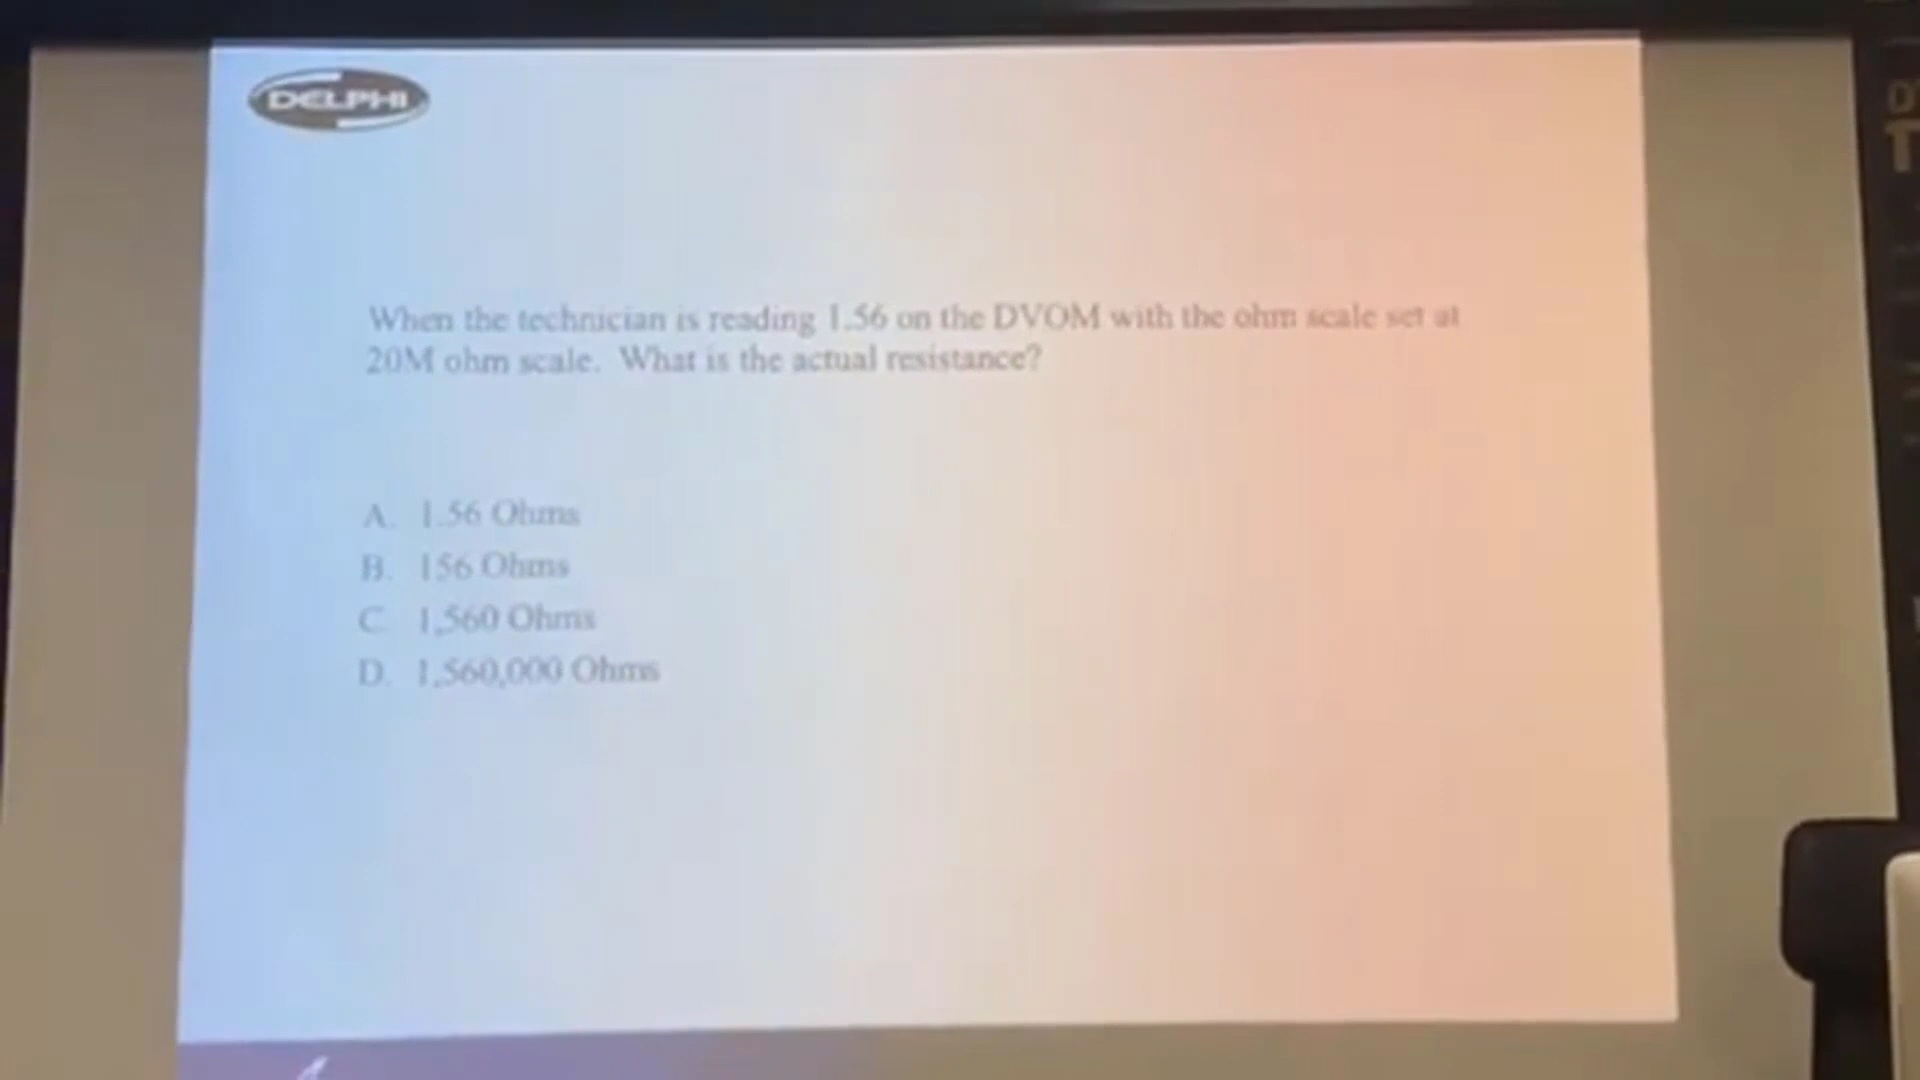 DELPHI
When the technician is reading 1.56 on the DVOM with the ohm scale set at
20M ohm scale. What is the actual resistance?
A. 1.56 Ohms
B. 156 Ohms
C. 1,560 Ohms
D. 1,560,000 Ohms